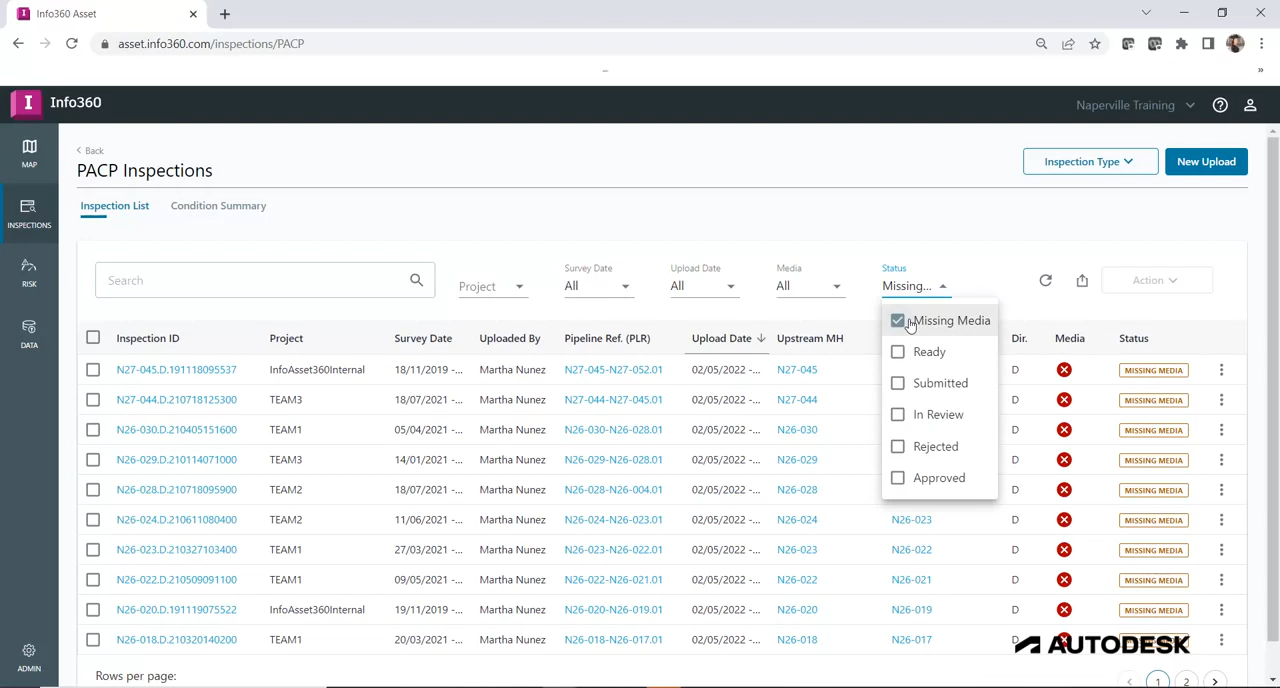 Info360 Asset
asset.info360.com/inspections/PACP
Info360
Naperville Training
MAP
INSPECTIONS
RISK
DATA
ADMIN
Back
PACP Inspections
Inspection Type
New Upload
Inspection List
Condition Summary
Search
Project
Survey Date
All
Upload Date
All
Media
All
Status
Missing...
Action
Missing Media
Ready
Submitted
In Review
Rejected
Approved
Inspection ID Project Survey Date Uploaded By Pipeline Ref. (PLR) Upload Date Upstream MH Dir. Media Status
N27-045.D.191118095537 InfoAsset360Internal 18/11/2019 -... Martha Nunez N27-045-N27-052.01 02/05/2022 -... N27-045 D MISSING MEDIA
N27-044.D.210718125300 TEAM3 18/07/2021 -... Martha Nunez N27-044-N27-045.01 02/05/2022 -... N27-044 D MISSING MEDIA
N26-030.D.210405151600 TEAM1 05/04/2021 -... Martha Nunez N26-030-N26-028.01 02/05/2022 -... N26-030 D MISSING MEDIA
N26-029.D.210114071000 TEAM3 14/01/2021 -... Martha Nunez N26-029-N26-028.01 02/05/2022 -... N26-029 D MISSING MEDIA
N26-028.D.210718095900 TEAM2 18/07/2021 -... Martha Nunez N26-028-N26-004.01 02/05/2022 -... N26-028 D MISSING MEDIA
N26-024.D.210611080400 TEAM2 11/06/2021 -... Martha Nunez N26-024-N26-023.01 02/05/2022 -... N26-024 N26-023 D MISSING MEDIA
N26-023.D.210327103400 TEAM1 27/03/2021 -... Martha Nunez N26-023-N26-022.01 02/05/2022 -... N26-023 N26-022 D MISSING MEDIA
N26-022.D.210509091100 TEAM1 09/05/2021 -... Martha Nunez N26-022-N26-021.01 02/05/2022 -... N26-022 N26-021 D MISSING MEDIA
N26-020.D.191119075522 InfoAsset360Internal 19/11/2019 -... Martha Nunez N26-020-N26-019.01 02/05/2022 -... N26-020 N26-019 D MISSING MEDIA
N26-018.D.210320140200 TEAM1 20/03/2021 -... Martha Nunez N26-018-N26-017.01 02/05/2022 -... N26-018 N26-017 D
AUTODESK
Rows per page:
1 2